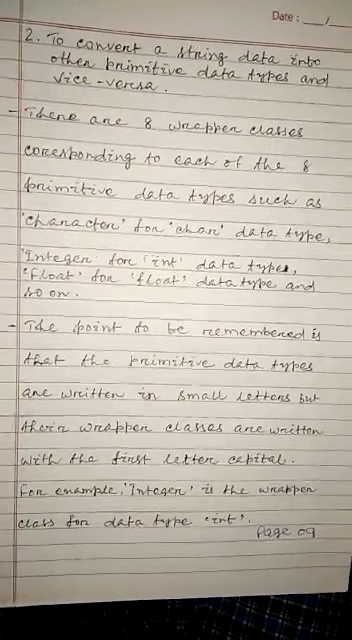 Date : __/__
2. To convert a string data into
other primitive data types and
vice-versa.
- There are 8 wrapper classes
corresponding to each of the 8
primitive data types such as
'character' for 'char' data type,
'Integer' for 'int' data type,
'float' for 'float' data type and
so on.
- The point to be remembered is
that the primitive data types
are written in small letters but
their wrapper classes are written
with the first letter capital.
For example, 'Integer' is the wrapper
class for data type 'int'.
Page 09